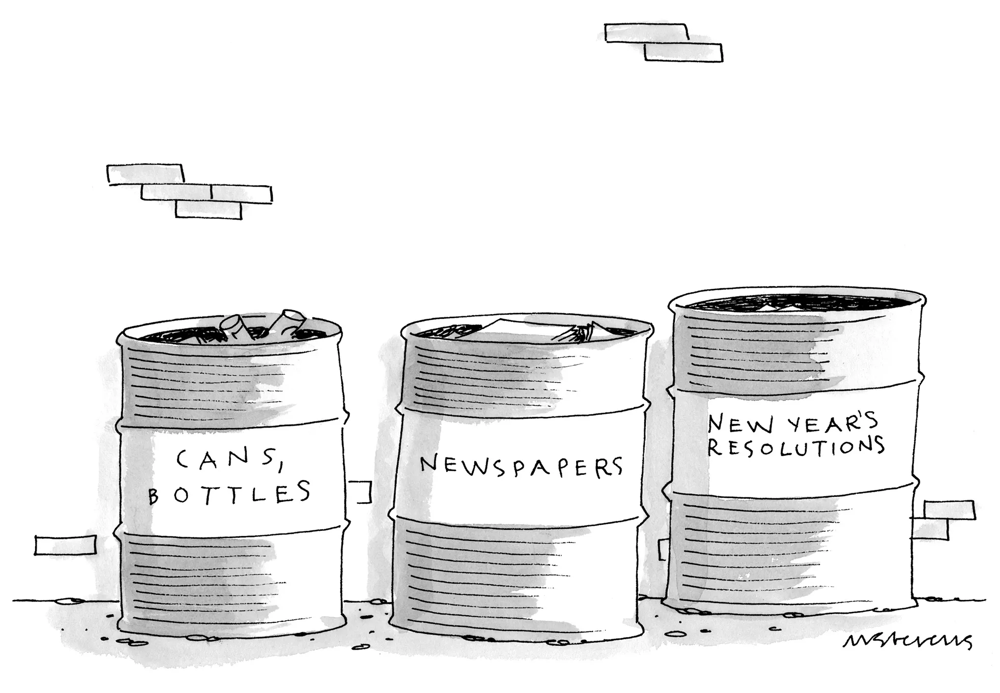 CANS,
BOTTLES
NEWSPAPERS
NEW YEAR'S
RESOLUTIONS
MStevens